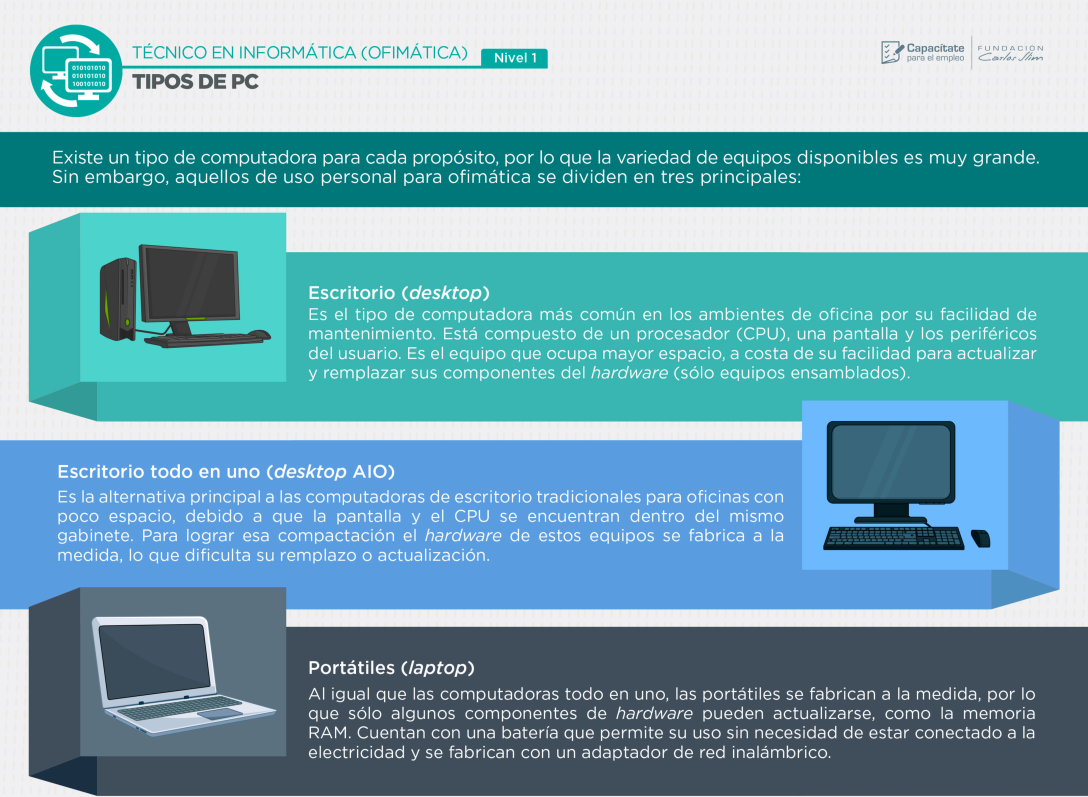 TÉCNICO EN INFORMÁTICA (OFIMÁTICA)
Nivel 1
TIPOS DE PC
010101010
010101010
100101010
Capacítate
para el empleo
FUNDACIÓN
Carlos Slim
Existe un tipo de computadora para cada propósito, por lo que la variedad de equipos disponibles es muy grande.
Sin embargo, aquellos de uso personal para ofimática se dividen en tres principales:
Escritorio (desktop)
Es el tipo de computadora más común en los ambientes de oficina por su facilidad de
mantenimiento. Está compuesto de un procesador (CPU), una pantalla y los periféricos
del usuario. Es el equipo que ocupa mayor espacio, a costa de su facilidad para actualizar
y remplazar sus componentes del hardware (sólo equipos ensamblados).
Escritorio todo en uno (desktop AIO)
Es la alternativa principal a las computadoras de escritorio tradicionales para oficinas con
poco espacio, debido a que la pantalla y el CPU se encuentran dentro del mismo
gabinete. Para lograr esa compactación el hardware de estos equipos se fabrica a la
medida, lo que dificulta su remplazo o actualización.
Portátiles (laptop)
Al igual que las computadoras todo en uno, las portátiles se fabrican a la medida, por lo
que sólo algunos componentes de hardware pueden actualizarse, como la memoria
RAM. Cuentan con una batería que permite su uso sin necesidad de estar conectado a la
electricidad y se fabrican con un adaptador de red inalámbrico.